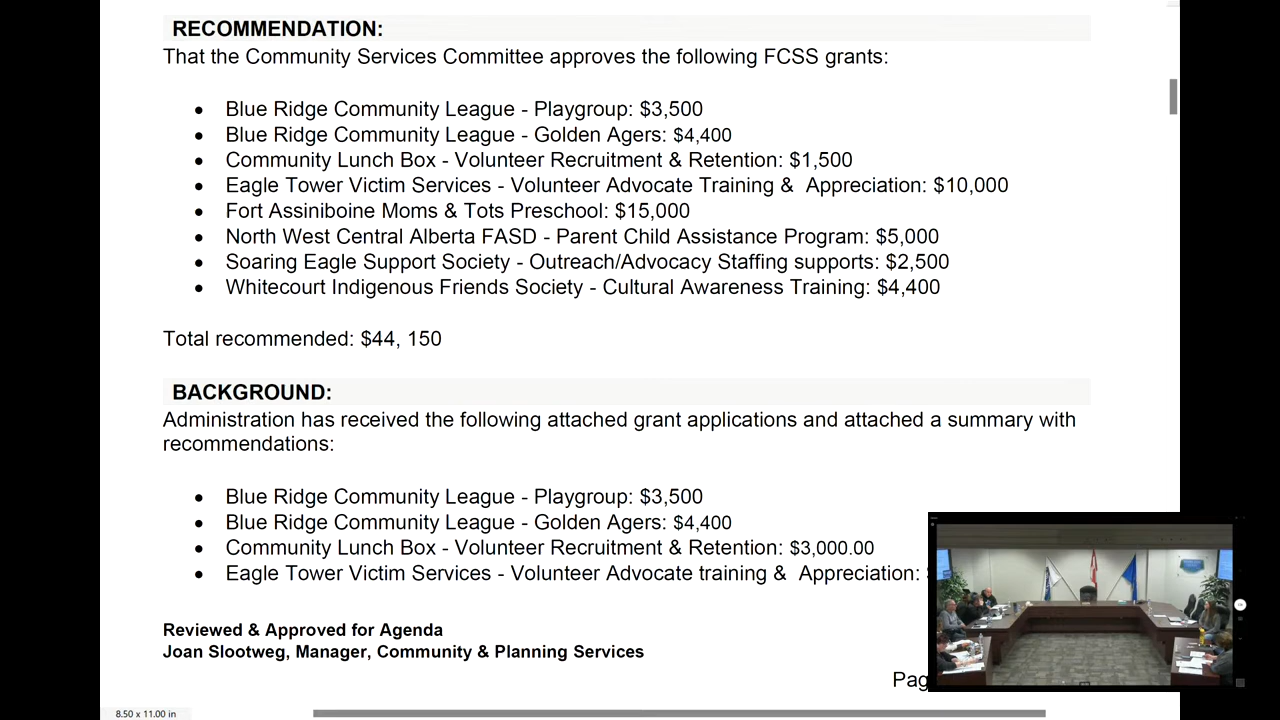 RECOMMENDATION:
That the Community Services Committee approves the following FCSS grants:
• Blue Ridge Community League - Playgroup: $3,500
• Blue Ridge Community League - Golden Agers: $4,400
• Community Lunch Box - Volunteer Recruitment & Retention: $1,500
• Eagle Tower Victim Services - Volunteer Advocate Training &  Appreciation: $10,000
• Fort Assiniboine Moms & Tots Preschool: $15,000
• North West Central Alberta FASD - Parent Child Assistance Program: $5,000
• Soaring Eagle Support Society - Outreach/Advocacy Staffing supports: $2,500
• Whitecourt Indigenous Friends Society - Cultural Awareness Training: $4,400
Total recommended: $44, 150
BACKGROUND:
Administration has received the following attached grant applications and attached a summary with
recommendations:
• Blue Ridge Community League - Playgroup: $3,500
• Blue Ridge Community League - Golden Agers: $4,400
• Community Lunch Box - Volunteer Recruitment & Retention: $3,000.00
• Eagle Tower Victim Services - Volunteer Advocate training &  Appreciation:
Reviewed & Approved for Agenda
Joan Slootweg, Manager, Community & Planning Services
Pag
8.50 x 11.00 in